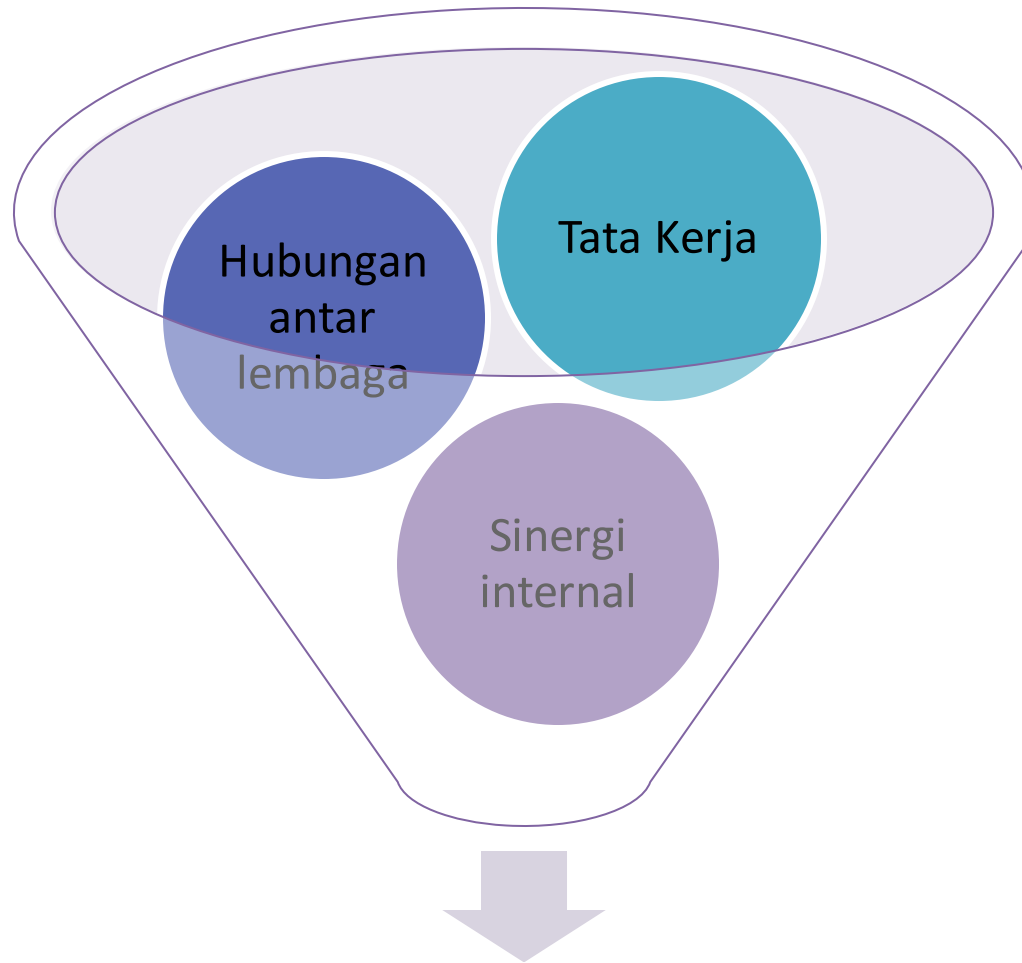 Hubungan
antar
lembaga
Tata Kerja
Sinergi
internal